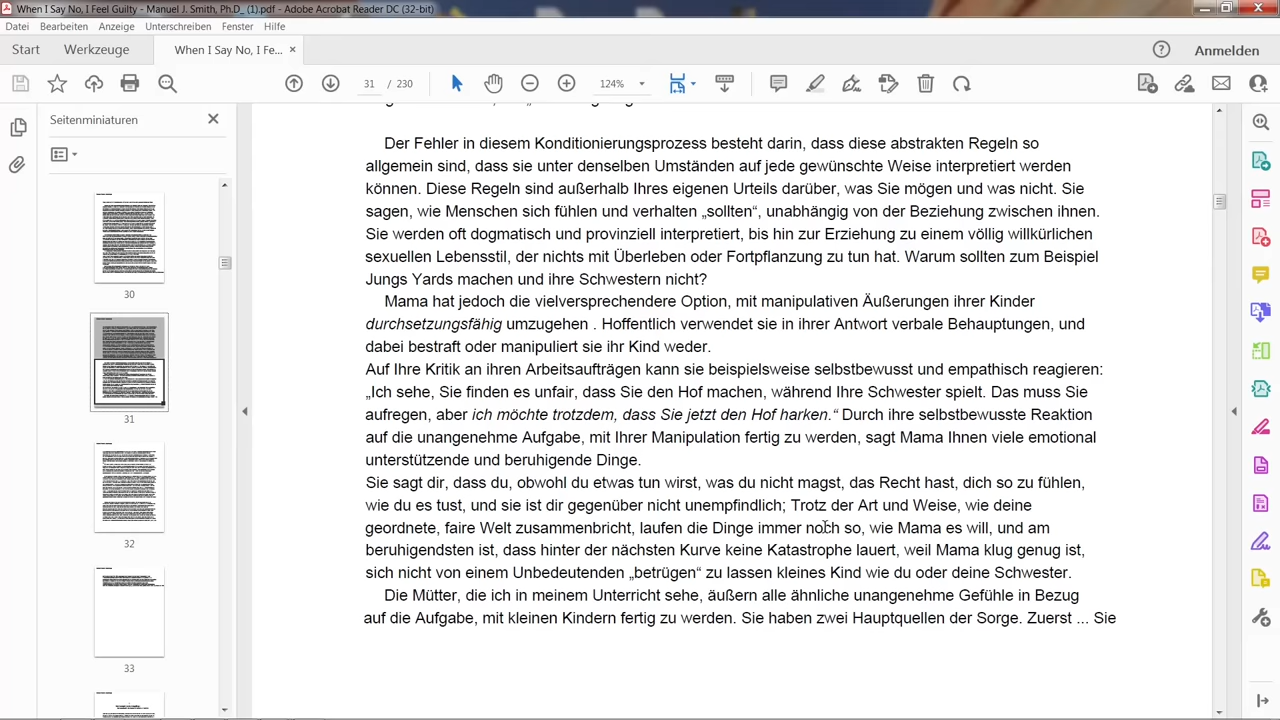 When I Say No, I Feel Guilty - Manuel J. Smith, Ph.D_ (1).pdf - Adobe Acrobat Reader DC (32-bit)
Datei Bearbeiten Anzeige Unterschreiben Fenster Hilfe
Start Werkzeuge When I Say No, I Fe... × Anmelden
31 / 230 124%
Seitenminiaturen
30
31
32
33
Der Fehler in diesem Konditionierungsprozess besteht darin, dass diese abstrakten Regeln so
allgemein sind, dass sie unter denselben Umständen auf jede gewünschte Weise interpretiert werden
können. Diese Regeln sind außerhalb Ihres eigenen Urteils darüber, was Sie mögen und was nicht. Sie
sagen, wie Menschen sich fühlen und verhalten „sollten“, unabhängig von der Beziehung zwischen ihnen.
Sie werden oft dogmatisch und provinziell interpretiert, bis hin zur Erziehung zu einem völlig willkürlichen
sexuellen Lebensstil, der nichts mit Überleben oder Fortpflanzung zu tun hat. Warum sollten zum Beispiel
Jungs Yards machen und ihre Schwestern nicht?
Mama hat jedoch die vielversprechendere Option, mit manipulativen Äußerungen ihrer Kinder
durchsetzungsfähig umzugehen . Hoffentlich verwendet sie in ihrer Antwort verbale Behauptungen, und
dabei bestraft oder manipuliert sie ihr Kind weder.
Auf Ihre Kritik an ihren Arbeitsaufträgen kann sie beispielsweise selbstbewusst und empathisch reagieren:
„Ich sehe, Sie finden es unfair, dass Sie den Hof machen, während Ihre Schwester spielt. Das muss Sie
aufregen, aber ich möchte trotzdem, dass Sie jetzt den Hof harken.“ Durch ihre selbstbewusste Reaktion
auf die unangenehme Aufgabe, mit Ihrer Manipulation fertig zu werden, sagt Mama Ihnen viele emotional
unterstützende und beruhigende Dinge.
Sie sagt dir, dass du, obwohl du etwas tun wirst, was du nicht magst, das Recht hast, dich so zu fühlen,
wie du es tust, und sie ist dir gegenüber nicht unempfindlich; Trotz der Art und Weise, wie deine
geordnete, faire Welt zusammenbricht, laufen die Dinge immer noch so, wie Mama es will, und am
beruhigendsten ist, dass hinter der nächsten Kurve keine Katastrophe lauert, weil Mama klug genug ist,
sich nicht von einem Unbedeutenden „betrügen“ zu lassen kleines Kind wie du oder deine Schwester.
Die Mütter, die ich in meinem Unterricht sehe, äußern alle ähnliche unangenehme Gefühle in Bezug
auf die Aufgabe, mit kleinen Kindern fertig zu werden. Sie haben zwei Hauptquellen der Sorge. Zuerst ... Sie